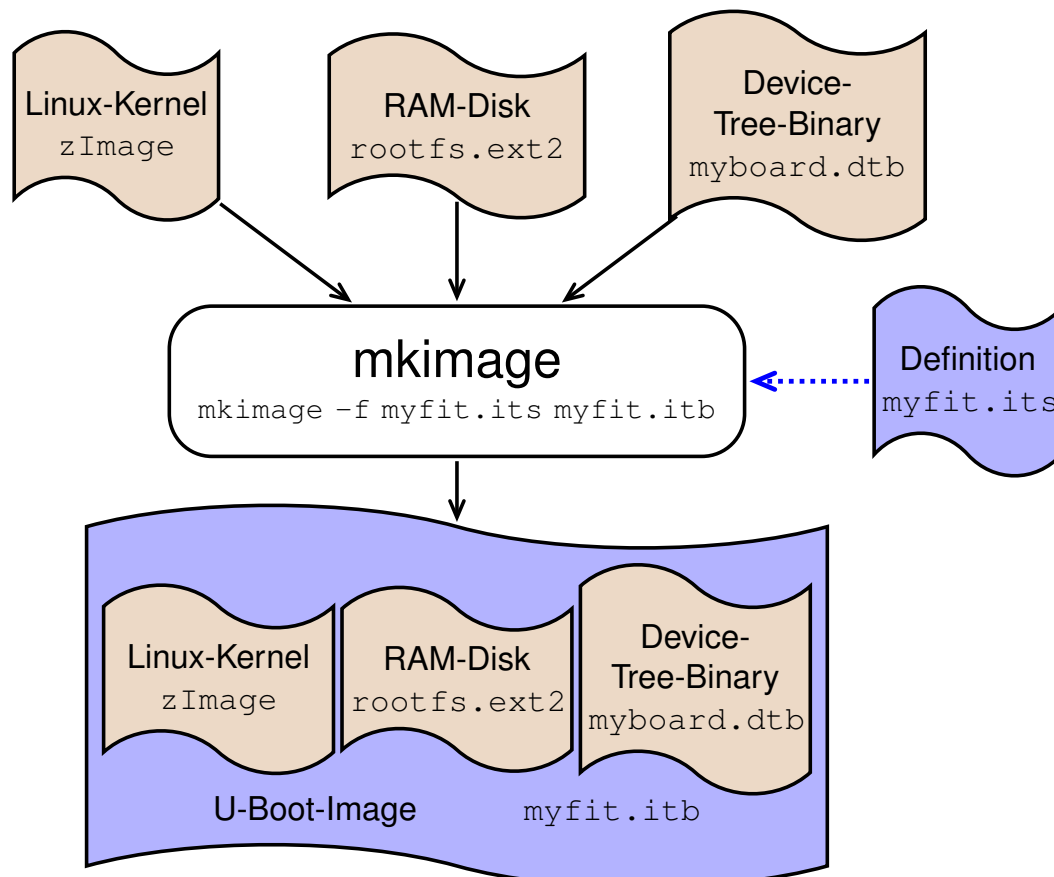 Linux-Kernel
zImage
RAM-Disk
rootfs.ext2
Device-
Tree-Binary
myboard.dtb
mkimage
mkimage –f myfit.its myfit.itb
Definition
myfit.its
Linux-Kernel
zImage
RAM-Disk
rootfs.ext2
Device-
Tree-Binary
myboard.dtb
U-Boot-Image myfit.itb